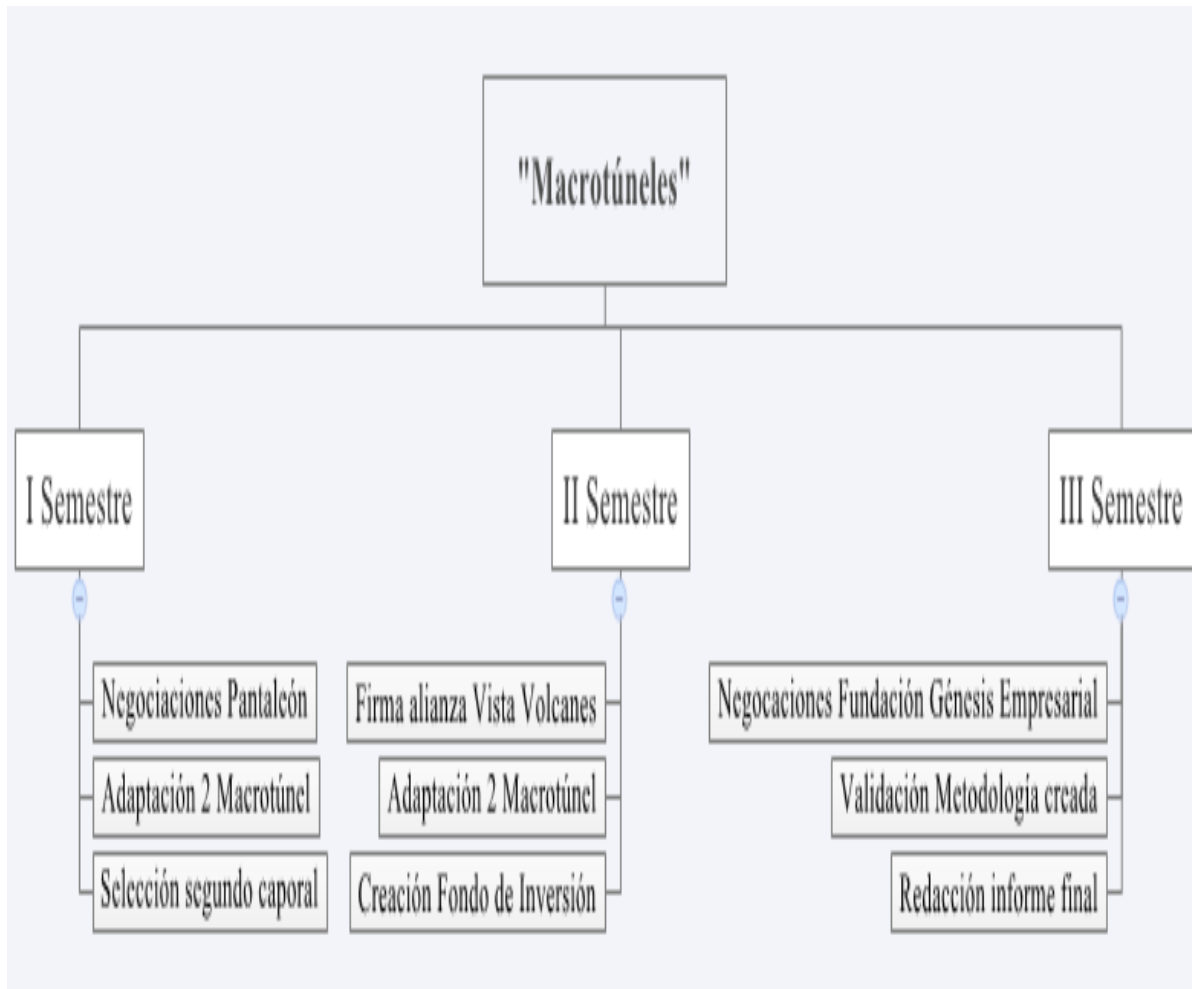 "Macrotúneles"
I Semestre
II Semestre
III Semestre
Negociaciones Pantaleón
Adaptación 2 Macrotúnel
Selección segundo caporal
Firma alianza Vista Volcanes
Adaptación 2 Macrotúnel
Creación Fondo de Inversión
Negocaciones Fundación Génesis Empresarial
Validación Metodología creada
Redacción informe final